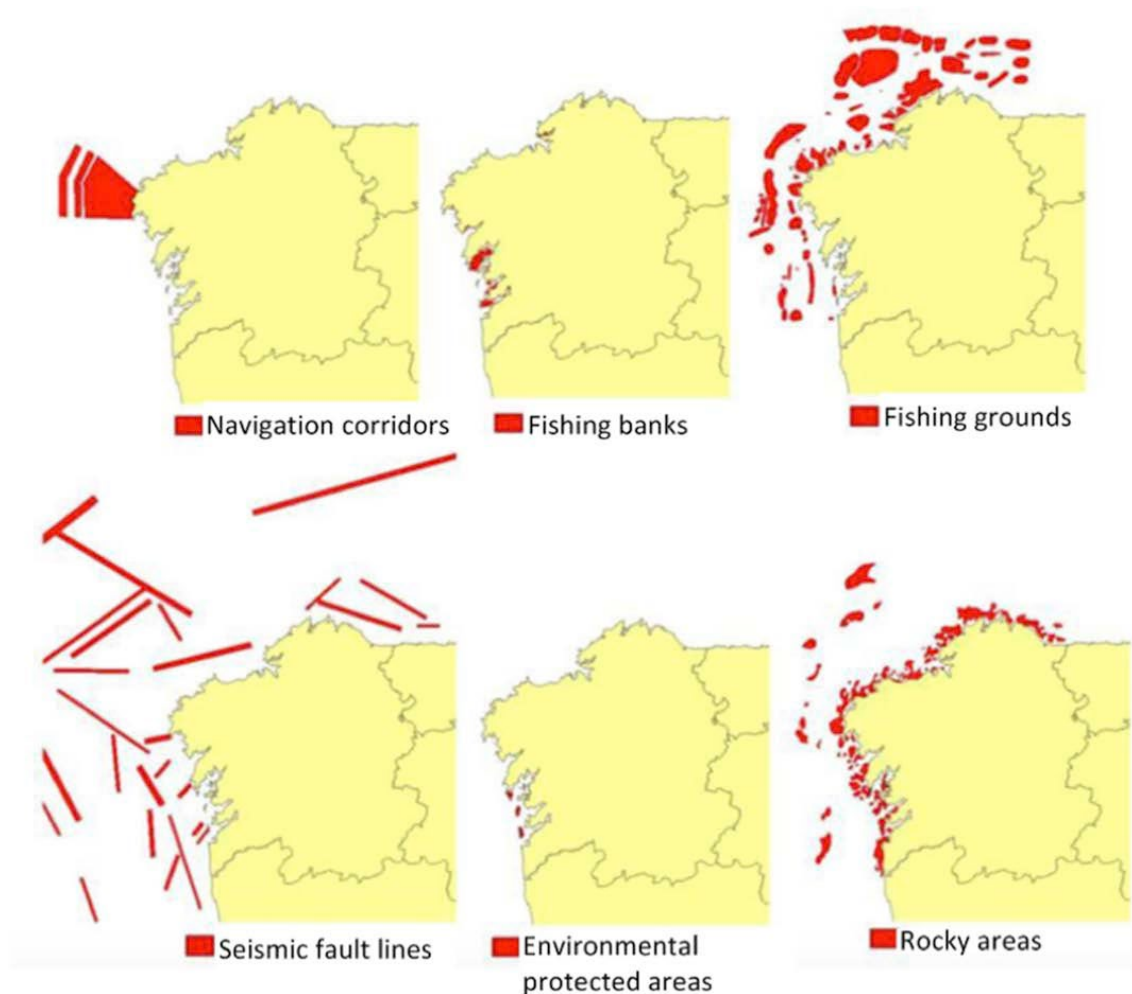 Navigation corridors
Fishing banks
Fishing grounds
Seismic fault lines
Environmental
protected areas
Rocky areas